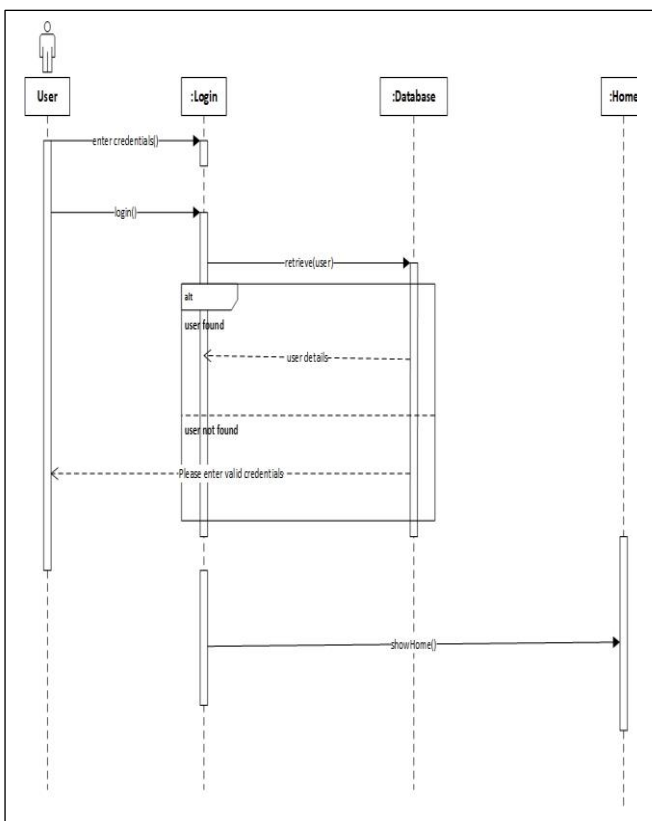 User
:Login
:Database
:Home
enter credentials()
login()
retrieve(user)
alt
user found
user details
user not found
Please enter valid credentials
showHome()